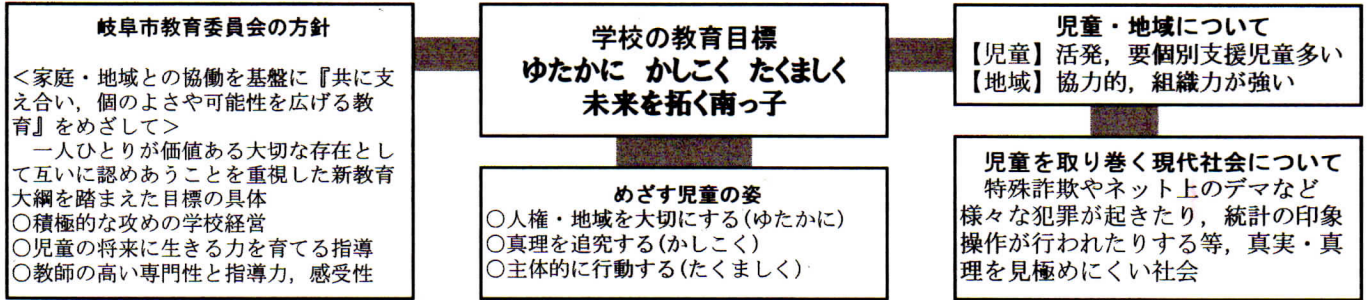 岐阜市教育委員会の方針
<家庭・地域との協働を基盤に『共に支
え合い，個のよさや可能性を広げる教
育』をめざして>
　一人ひとりが価値ある大切な存在とし
て互いに認めあうことを重視した新教育
大綱を踏まえた目標の具体
○積極的な攻めの学校経営
○児童の将来に生きる力を育てる指導
○教師の高い専門性と指導力，感受性
学校の教育目標
ゆたかに　かしこく　たくましく
未来を拓く南っ子
めざす児童の姿
○人権・地域を大切にする(ゆたかに)
○真理を追究する(かしこく)
○主体的に行動する(たくましく)
児童・地域について
【児童】活発，要個別支援児童多い
【地域】協力的，組織力が強い
児童を取り巻く現代社会について
　特殊詐欺やネット上のデマなど
様々な犯罪が起きたり，統計の印象
操作が行われたりする等，真実・真
理を見極めにくい社会